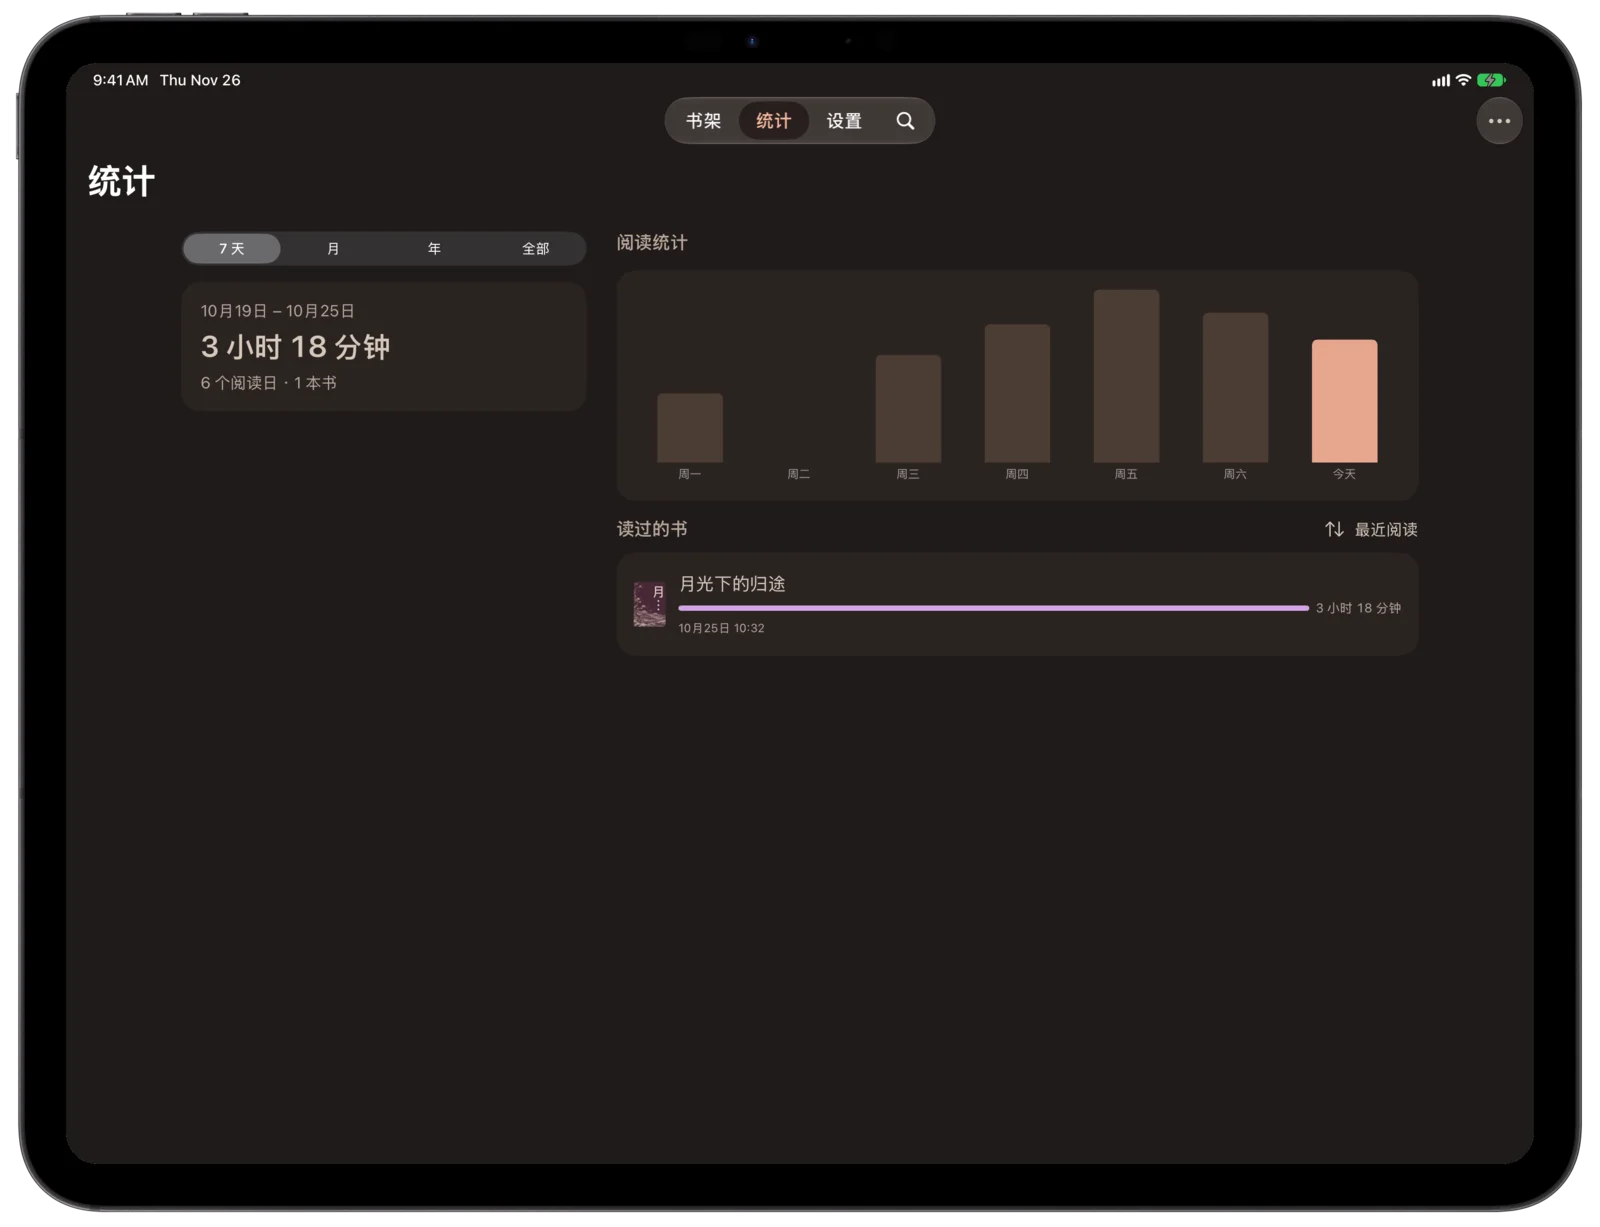 9:41 AM Thu Nov 26
书架 统计 设置
统计
7 天 月 年 全部
10月19日 – 10月25日
3 小时 18 分钟
6 个阅读日 · 1 本书
阅读统计
周一 周二 周三 周四 周五 周六 今天
读过的书
最近阅读
月…
月光下的归途
3 小时 18 分钟
10月25日 10:32